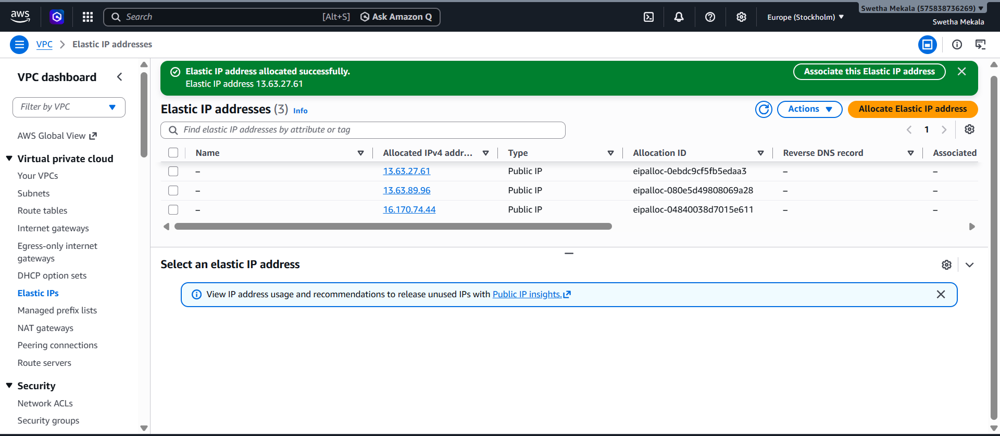 aws
Search [Alt+S] Ask Amazon Q
Europe (Stockholm)
Swetha Mekala (575838736269)
Swetha Mekala
VPC Elastic IP addresses
VPC dashboard
Filter by VPC
AWS Global View
Virtual private cloud
Your VPCs
Subnets
Route tables
Internet gateways
Egress-only internet
gateways
DHCP option sets
Elastic IPs
Managed prefix lists
NAT gateways
Peering connections
Route servers
Security
Network ACLs
Security groups
Elastic IP address allocated successfully.
Elastic IP address 13.63.27.61
Associate this Elastic IP address
Elastic IP addresses (3) Info
Actions
Allocate Elastic IP address
Find elastic IP addresses by attribute or tag
1
Name Allocated IPv4 addr... Type Allocation ID Reverse DNS record Associated
– 13.63.27.61 Public IP eipalloc-0ebdc9cf5fb5edaa3 – –
– 13.63.89.96 Public IP eipalloc-080e5d49808069a28 – –
– 16.170.74.44 Public IP eipalloc-04840038d7015e611 – –
Select an elastic IP address
View IP address usage and recommendations to release unused IPs with Public IP insights.